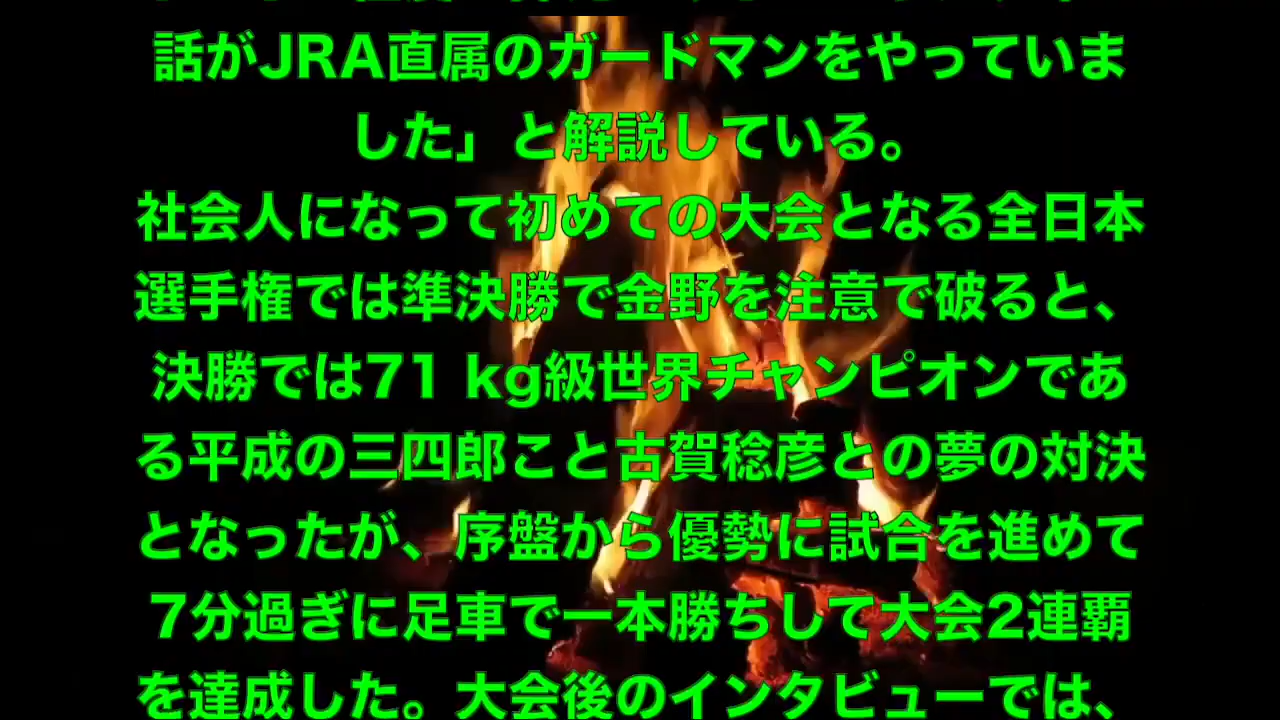 話がJRA直属のガードマンをやっていま
した」と解説している。
社会人になって初めての大会となる全日本
選手権では準決勝で金野を注意で破ると、
決勝では71 kg級世界チャンピオンであ
る平成の三四郎こと古賀稔彦との夢の対決
となったが、序盤から優勢に試合を進めて
7分過ぎに足車で一本勝ちして大会2連覇
を達成した。大会後のインタビューでは、